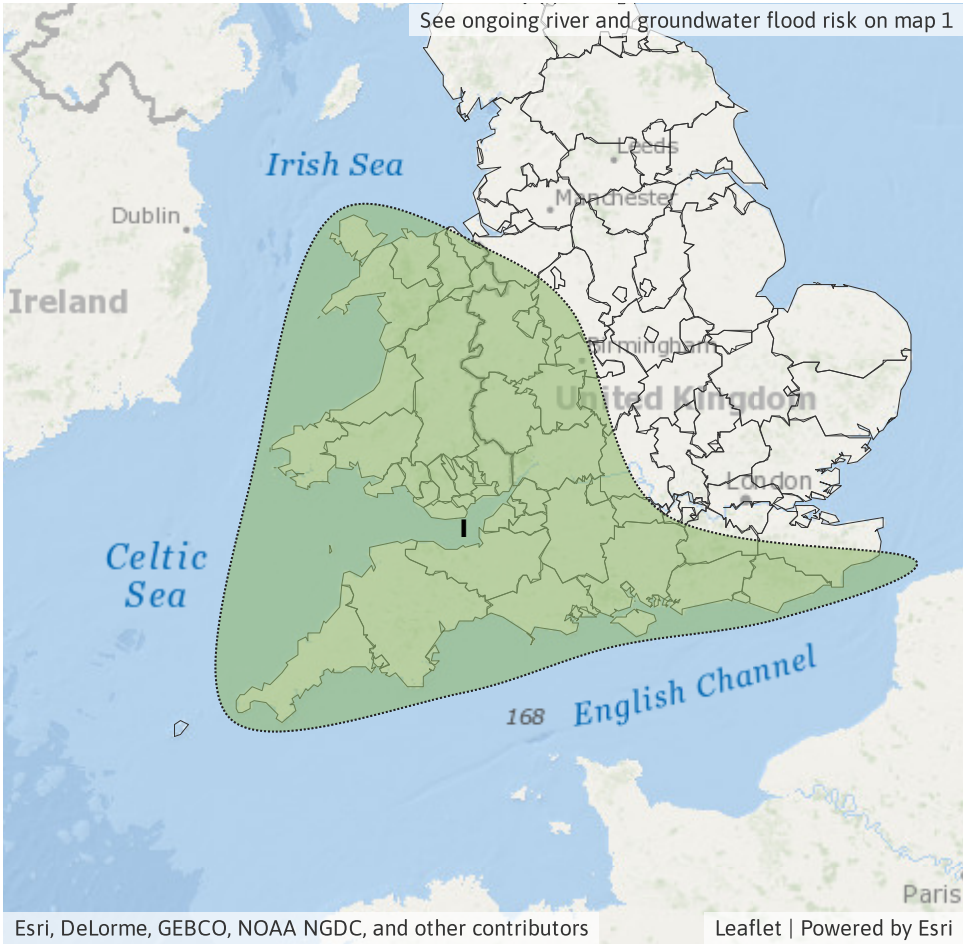 See ongoing river and groundwater flood risk on map 1
Leeds
Irish Sea
Manchester
Dublin
Ireland
Birmingham
United Kingdom
London
I
Celtic
Sea
English Channel
168
Paris
Esri, DeLorme, GEBCO, NOAA NGDC, and other contributors
Leaflet | Powered by Esri